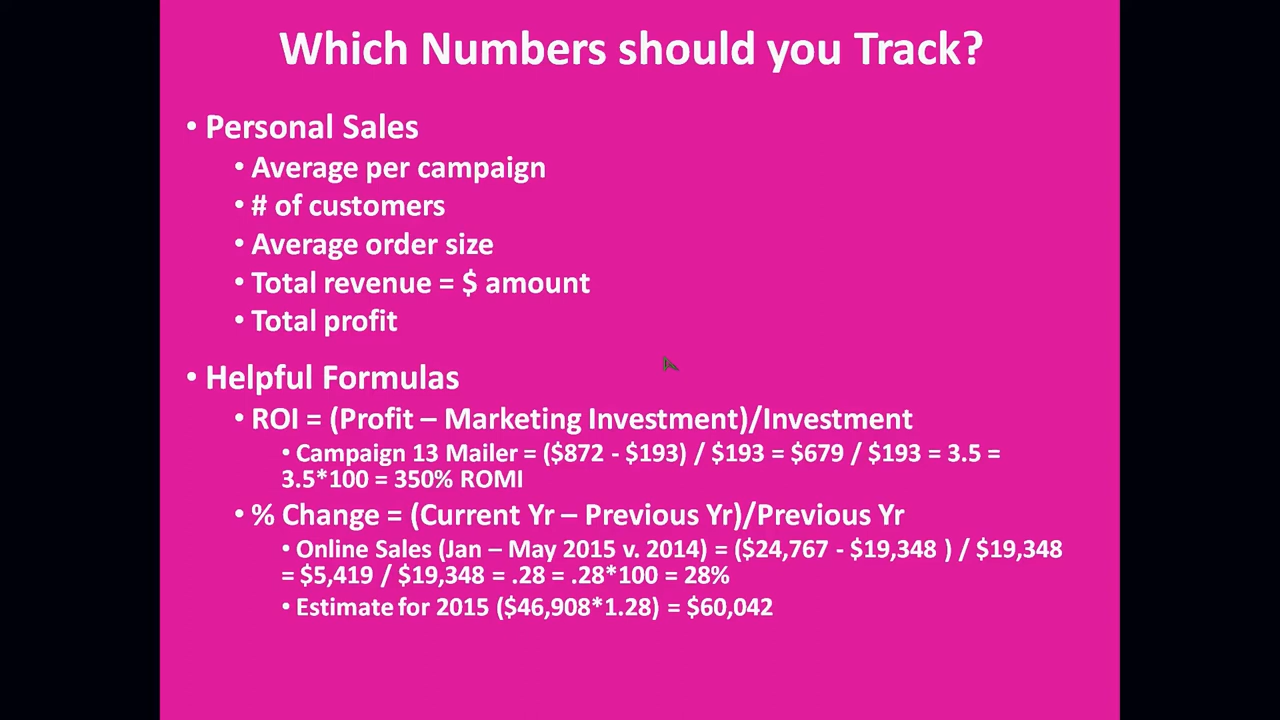 Which Numbers should you Track?
• Personal Sales
• Average per campaign
• # of customers
• Average order size
• Total revenue = $ amount
• Total profit
• Helpful Formulas
• ROI = (Profit – Marketing Investment)/Investment
• Campaign 13 Mailer = ($872 - $193) / $193 = $679 / $193 = 3.5 =
3.5*100 = 350% ROMI
• % Change = (Current Yr – Previous Yr)/Previous Yr
• Online Sales (Jan – May 2015 v. 2014) = ($24,767 - $19,348 ) / $19,348
= $5,419 / $19,348 = .28 = .28*100 = 28%
• Estimate for 2015 ($46,908*1.28) = $60,042